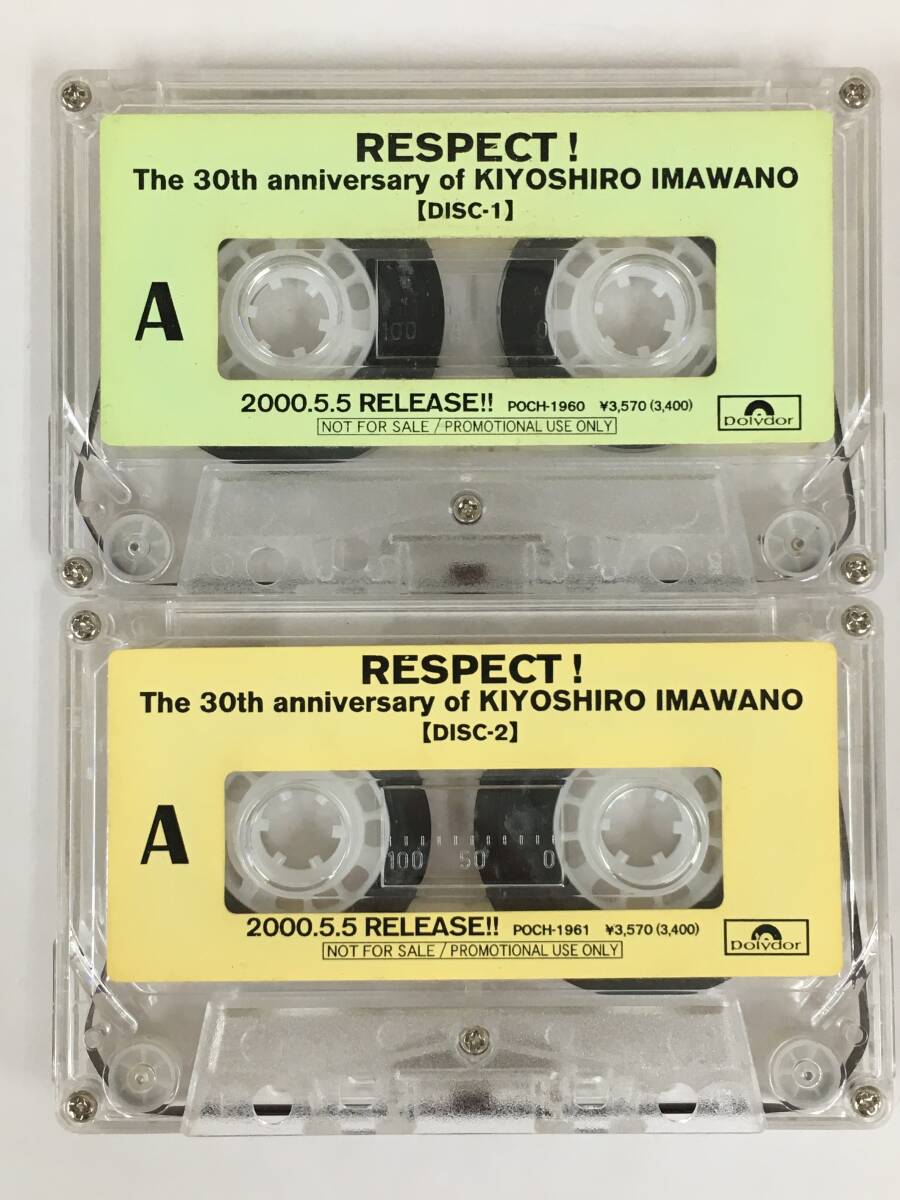 RESPECT!
The 30th anniversary of KIYOSHIRO IMAWANO
【DISC-1】
A
100 0
2000.5.5 RELEASE!! POCH-1960 ¥3,570(3,400)
NOT FOR SALE/PROMOTIONAL USE ONLY
Polydor
RESPECT!
The 30th anniversary of KIYOSHIRO IMAWANO
【DISC-2】
A
100 50 0
2000.5.5 RELEASE!! POCH-1961 ¥3,570(3,400)
NOT FOR SALE/PROMOTIONAL USE ONLY
Polydor